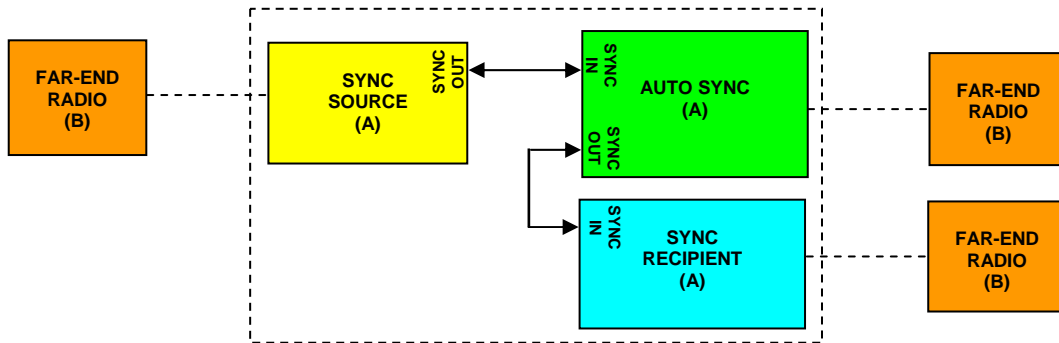 FAR-END
RADIO
(B)
SYNC
SOURCE
(A)
SYNC
OUT
SYNC
IN
AUTO SYNC
(A)
SYNC
OUT
FAR-END
RADIO
(B)
SYNC
IN
SYNC
RECIPIENT
(A)
FAR-END
RADIO
(B)